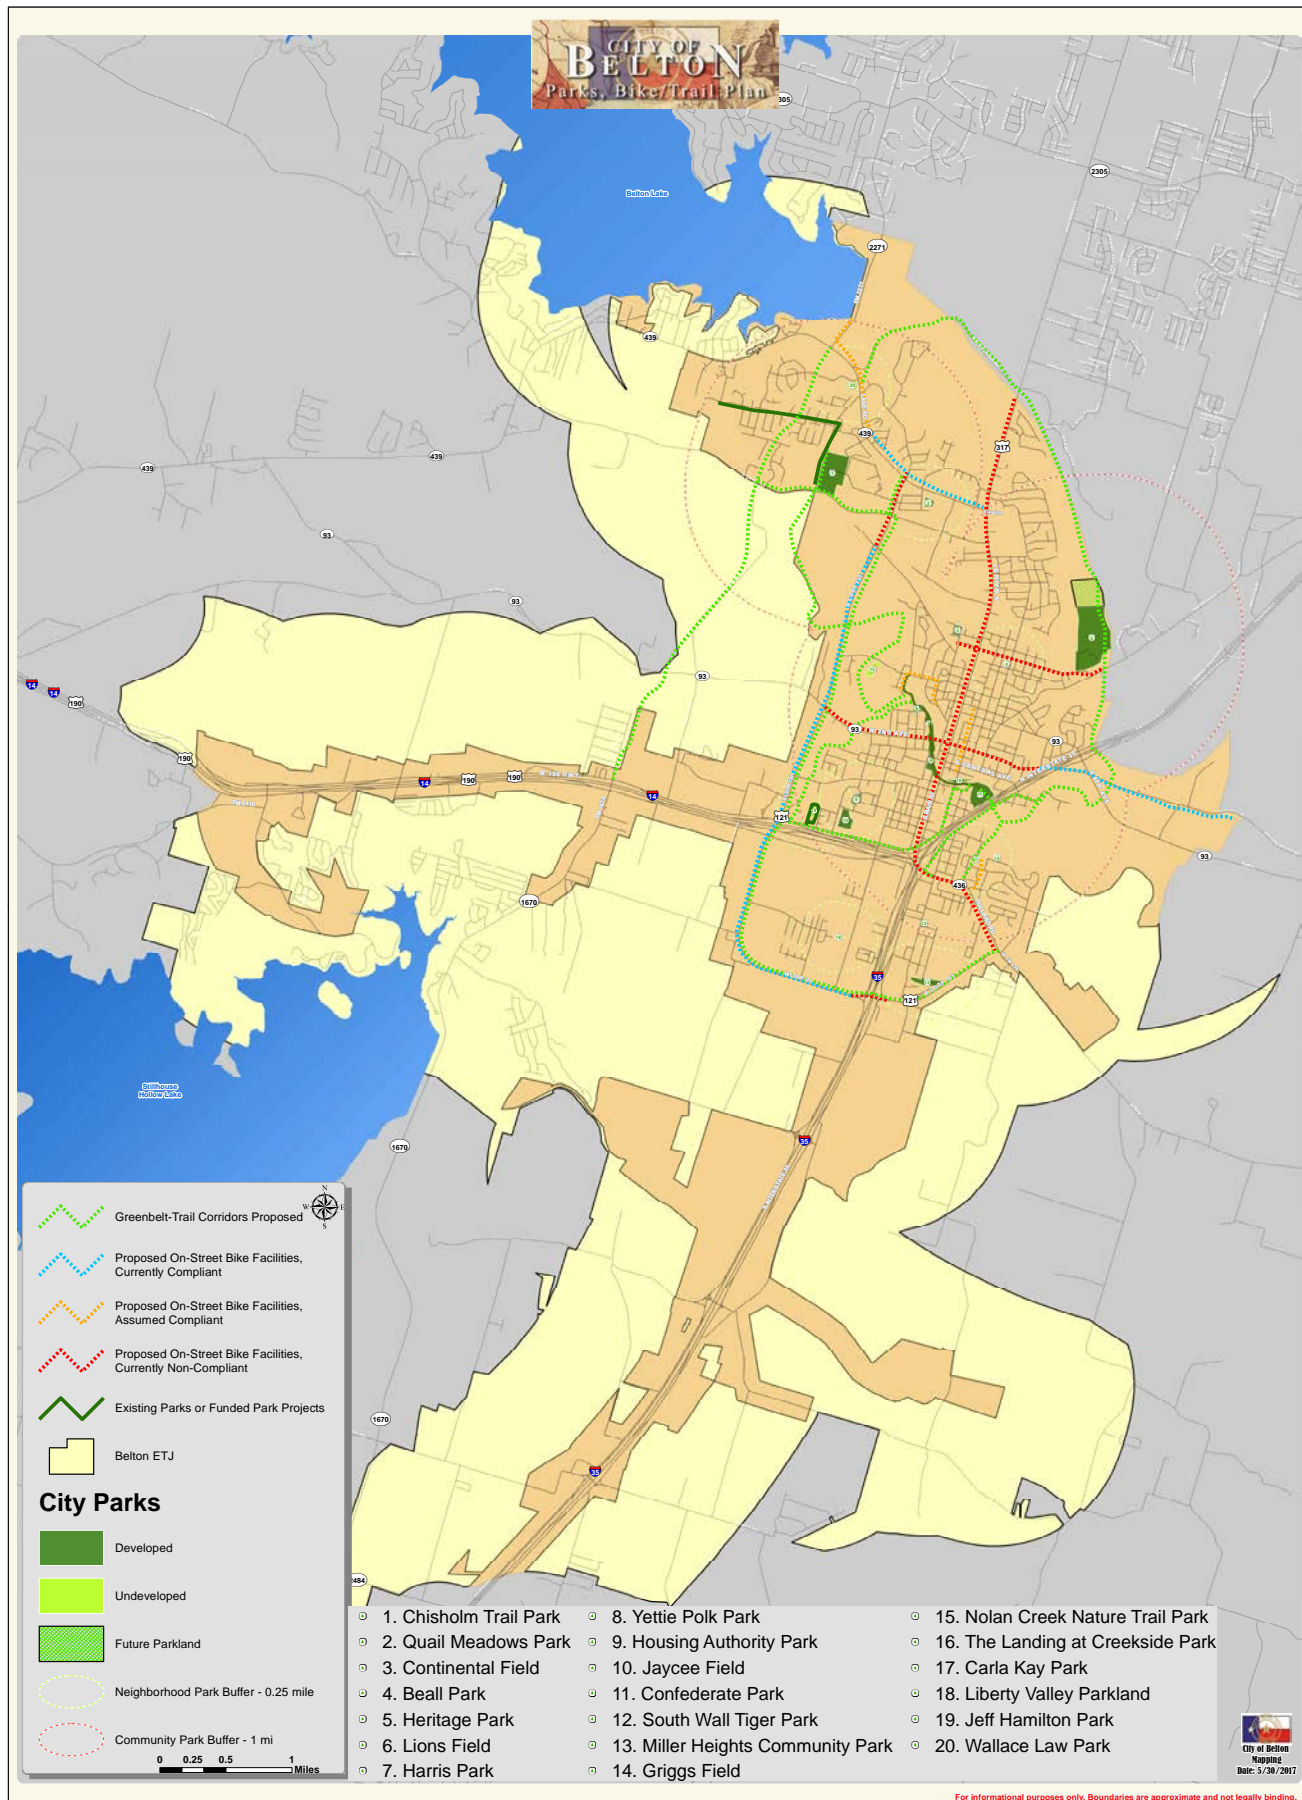 CITY OF
BELTON
Parks, Bike/Trail Plan
2305
Belton Lake
2271
439
439
317
439
439
93
93
93
14
14
190
190
14
190
190
W 190 HWY
14
121
93
93
93
1670
436
35
121
Stillhouse
Hollow Lake
1670
35
1670
35
2484
N
W
E
S
Greenbelt-Trail Corridors Proposed
Proposed On-Street Bike Facilities,
Currently Compliant
Proposed On-Street Bike Facilities,
Assumed Compliant
Proposed On-Street Bike Facilities,
Currently Non-Compliant
Existing Parks or Funded Park Projects
Belton ETJ
City Parks
Developed
Undeveloped
Future Parkland
Neighborhood Park Buffer - 0.25 mile
Community Park Buffer - 1 mi
0 0.25 0.5 1
Miles
1. Chisholm Trail Park
2. Quail Meadows Park
3. Continental Field
4. Beall Park
5. Heritage Park
6. Lions Field
7. Harris Park
8. Yettie Polk Park
9. Housing Authority Park
10. Jaycee Field
11. Confederate Park
12. South Wall Tiger Park
13. Miller Heights Community Park
14. Griggs Field
15. Nolan Creek Nature Trail Park
16. The Landing at Creekside Park
17. Carla Kay Park
18. Liberty Valley Parkland
19. Jeff Hamilton Park
20. Wallace Law Park
City of Belton
Mapping
Date: 5/30/2017
For informational purposes only. Boundaries are approximate and not legally binding.